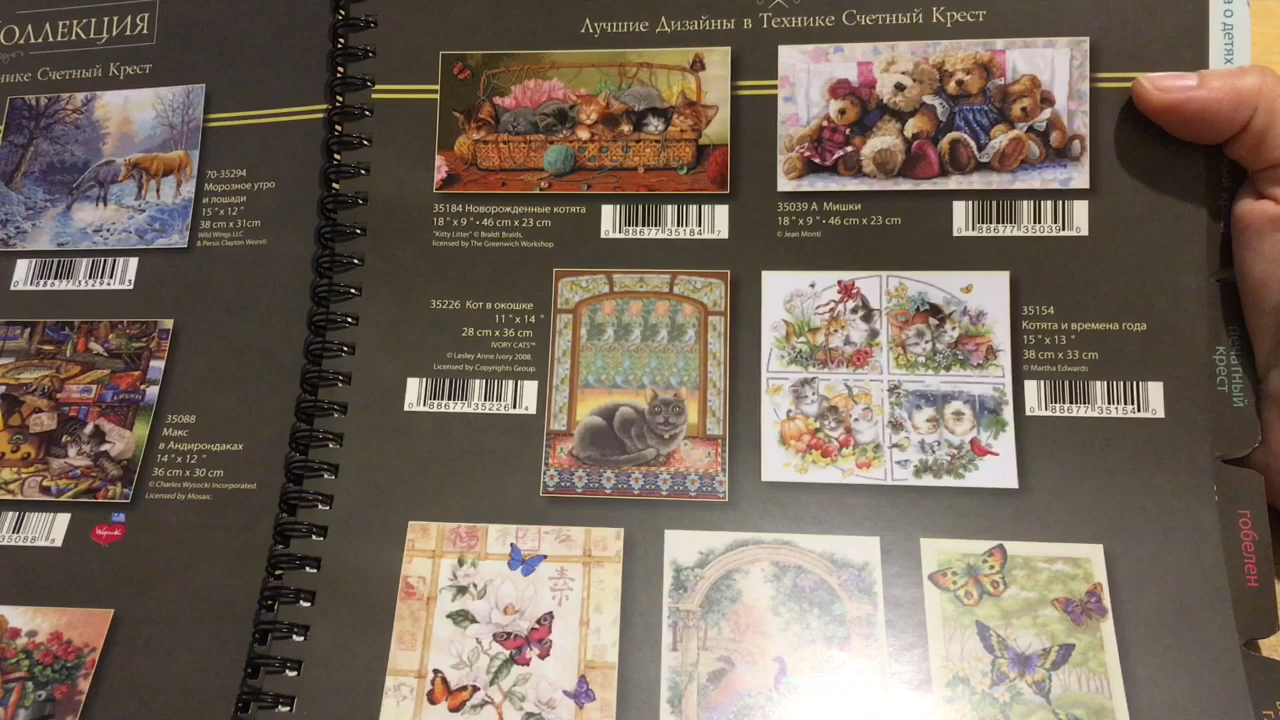 КОЛЛЕКЦИЯ
нике Счетный Крест
70-35294
Морозное утро
и лошади
15 " x 12 "
38 cm x 31cm
Wild Wings LLC
& Persis Clayton Weirs©
0 88677 35294 3
35088
Макс
в Андирондаках
14 " x 12 "
36 cm x 30 cm
© Charles Wysocki Incorporated.
Licensed by Mosaic.
35088 8
Лучшие Дизайны в Технике Счетный Крест
35184 Новорожденные котята
18 " x 9 " • 46 cm x 23 cm
"Kitty Litter" © Braldt Bralds,
licensed by The Greenwich Workshop.
0 88677 35184 7
35039 А Мишки
18 " x 9 " • 46 cm x 23 cm
© Jean Monti
0 88677 35039 0
35226 Кот в окошке
11 " x 14 "
28 cm x 36 cm
IVORY CATS™
© Lesley Anne Ivory 2008.
Licensed by Copyrights Group.
0 88677 35226 4
35154
Котята и времена года
15 " x 13 "
38 cm x 33 cm
© Martha Edwards
0 88677 35154 0
а о детях
печатный
крест
гобелен